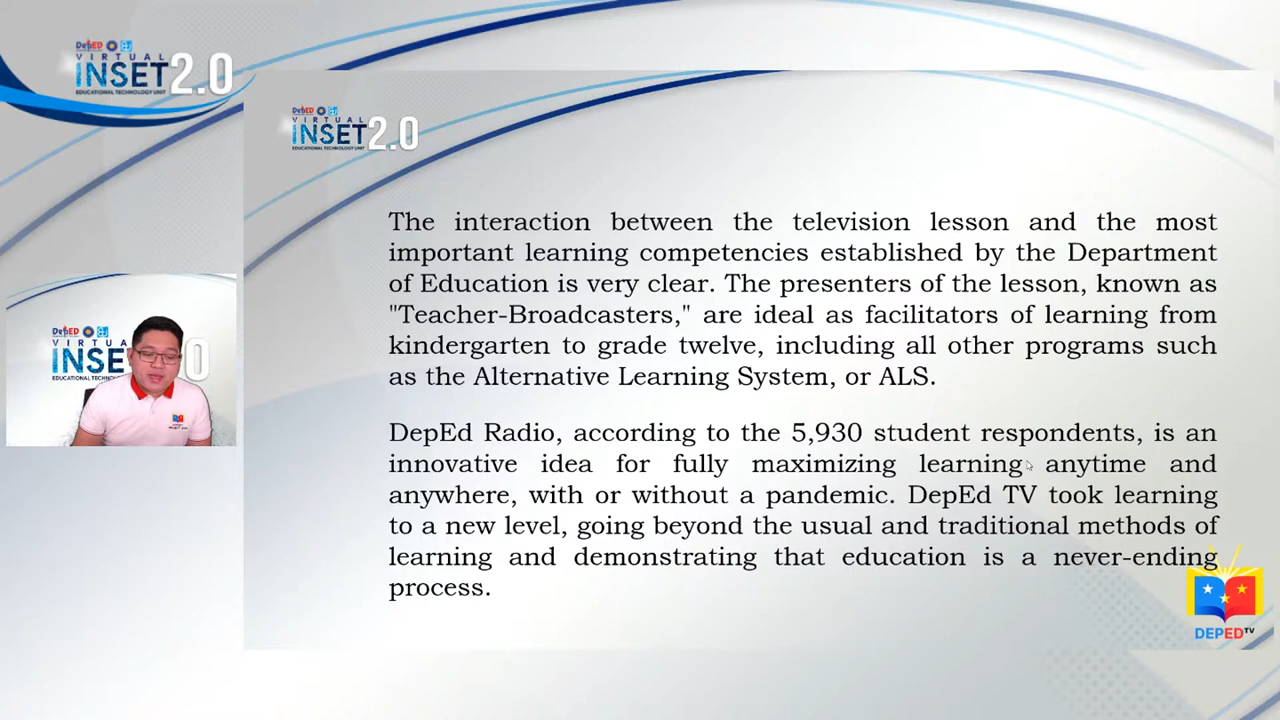 DepED
VIRTUAL
INSET 2.0
EDUCATIONAL TECHNOLOGY UNIT
DepED
VIRTUAL
INSET 2.0
EDUCATIONAL TECHNOLOGY UNIT
The interaction between the television lesson and the most
important learning competencies established by the Department
of Education is very clear. The presenters of the lesson, known as
"Teacher-Broadcasters," are ideal as facilitators of learning from
kindergarten to grade twelve, including all other programs such
as the Alternative Learning System, or ALS.
DepEd Radio, according to the 5,930 student respondents, is an
innovative idea for fully maximizing learning anytime and
anywhere, with or without a pandemic. DepEd TV took learning
to a new level, going beyond the usual and traditional methods of
learning and demonstrating that education is a never-ending
process.
DepED
VIRTUA
INSE 0
EDUCATIONAL TECHNO
DEPED TV